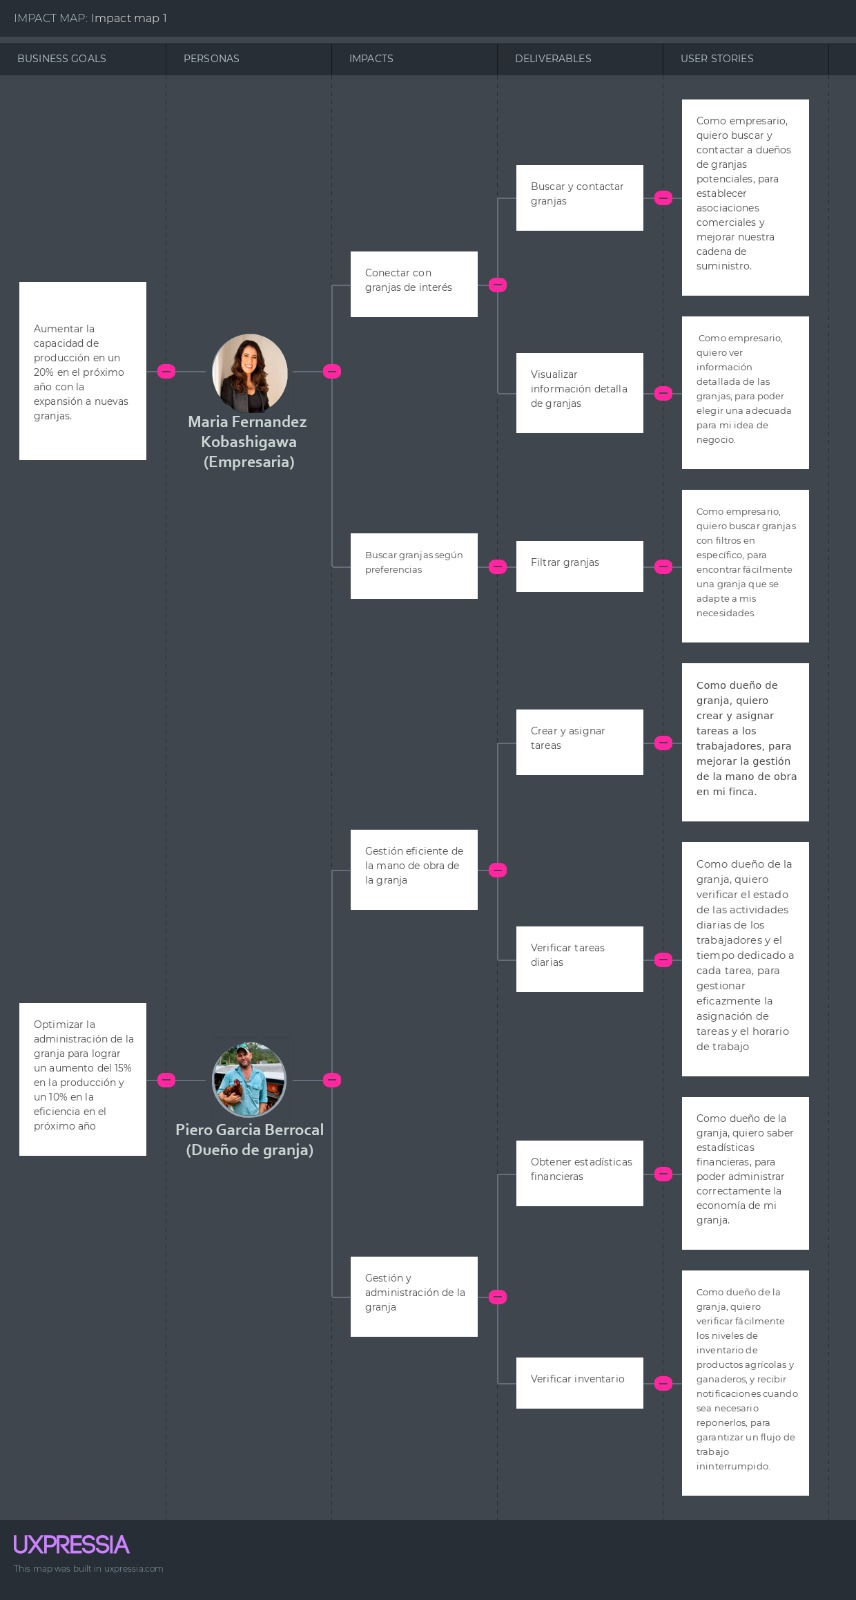 IMPACT MAP: Impact map 1
BUSINESS GOALS
PERSONAS
IMPACTS
DELIVERABLES
USER STORIES
Aumentar la
capacidad de
producción en un
20% en el próximo
año con la
expansión a nuevas
granjas.
Maria Fernandez
Kobashigawa
(Empresaria)
Conectar con
granjas de interés
Buscar y contactar
granjas
Como empresario,
quiero buscar y
contactar a dueños
de granjas
potenciales, para
establecer
asociaciones
comerciales y
mejorar nuestra
cadena de
suministro.
Visualizar
información detalla
de granjas
Como empresario,
quiero ver
información
detallada de las
granjas, para poder
elegir una adecuada
para mi idea de
negocio.
Buscar granjas según
preferencias
Filtrar granjas
Como empresario,
quiero buscar granjas
con filtros en
específico, para
encontrar fácilmente
una granja que se
adapte a mis
necesidades.
Optimizar la
administración de la
granja para lograr
un aumento del 15%
en la producción y
un 10% en la
eficiencia en el
próximo año
Piero Garcia Berrocal
(Dueño de granja)
Gestión eficiente de
la mano de obra de
la granja
Crear y asignar
tareas
Como dueño de
granja, quiero
crear y asignar
tareas a los
trabajadores, para
mejorar la gestión
de la mano de obra
en mi finca.
Verificar tareas
diarias
Como dueño de la
granja, quiero
verificar el estado
de las actividades
diarias de los
trabajadores y el
tiempo dedicado a
cada tarea, para
gestionar
eficazmente la
asignación de
tareas y el horario
de trabajo
Gestión y
administración de la
granja
Obtener estadísticas
financieras
Como dueño de la
granja, quiero saber
estadísticas
financieras, para
poder administrar
correctamente la
economía de mi
granja.
Verificar inventario
Como dueño de la
granja, quiero
verificar fácilmente
los niveles de
inventario de
productos agrícolas y
ganaderos, y recibir
notificaciones cuando
sea necesario
reponerlos, para
garantizar un flujo de
trabajo
ininterrumpido.
UXPRESSIA
This map was built in uxpressia.com